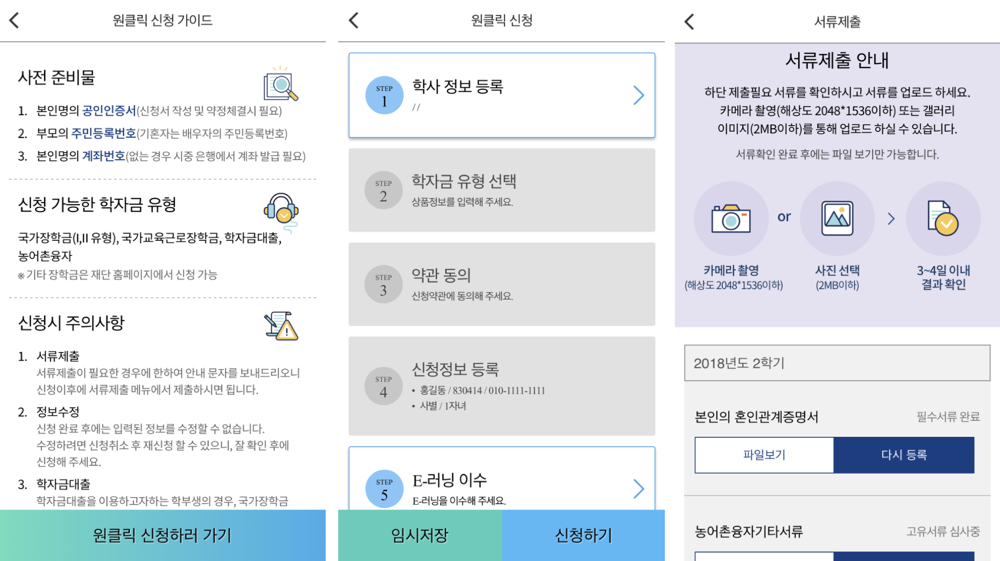 원클릭 신청 가이드
사전 준비물
1. 본인명의 공인인증서(신청서 작성 및 약정체결시 필요)
2. 부모의 주민등록번호(기혼자는 배우자의 주민등록번호)
3. 본인명의 계좌번호(없는 경우 시중 은행에서 계좌 발급 필요)
신청 가능한 학자금 유형
국가장학금(I,II 유형), 국가교육근로장학금, 학자금대출,
농어촌융자
※ 기타 장학금은 재단 홈페이지에서 신청 가능
신청시 주의사항
1. 서류제출
서류제출이 필요한 경우에 한하여 안내 문자를 보내드리오니
신청이후에 서류제출 메뉴에서 제출하시면 됩니다.
2. 정보수정
신청 완료 후에는 입력된 정보를 수정할 수 없습니다.
수정하려면 신청취소 후 재신청 할 수 있으니, 잘 확인 후에
신청해 주세요.
3. 학자금대출
학자금대출을 이용하고자하는 학부생의 경우, 국가장학금
원클릭 신청하러 가기
원클릭 신청
STEP
1
학사 정보 등록
//
STEP
2
학자금 유형 선택
상품정보를 입력해 주세요.
STEP
3
약관 동의
신청약관에 동의해 주세요.
STEP
4
신청정보 등록
• 홍길동 / 830414 / 010-1111-1111
• 사별 / 1자녀
STEP
5
E-러닝 이수
E-러닝을 이수해 주세요.
임시저장
신청하기
서류제출
서류제출 안내
하단 제출필요 서류를 확인하시고 서류를 업로드 하세요.
카메라 촬영(해상도 2048*1536이하) 또는 갤러리
이미지(2MB이하)를 통해 업로드 하실 수 있습니다.
서류확인 완료 후에는 파일 보기만 가능합니다.
or
카메라 촬영
(해상도 2048*1536이하)
사진 선택
(2MB이하)
3~4일 이내
결과 확인
2018년도 2학기
본인의 혼인관계증명서
필수서류 완료
파일보기
다시 등록
농어촌융자기타서류
고유서류 심사중